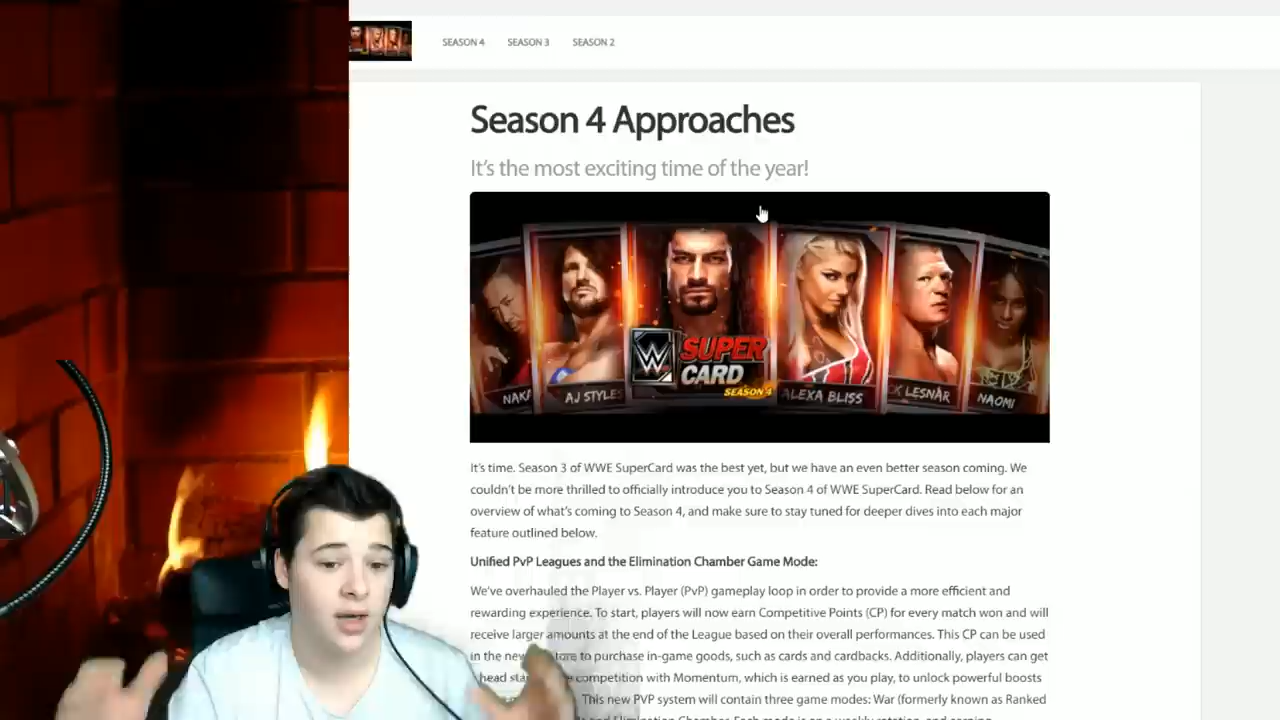 SEASON 4 SEASON 3 SEASON 2
Season 4 Approaches
It's the most exciting time of the year!
W SUPER
CARD
SEASON 4
NAKA
AJ STYLES
ALEXA BLISS
CK LESNAR
NAOMI
It's time. Season 3 of WWE SuperCard was the best yet, but we have an even better season coming. We
couldn't be more thrilled to officially introduce you to Season 4 of WWE SuperCard. Read below for an
overview of what's coming to Season 4, and make sure to stay tuned for deeper dives into each major
feature outlined below.
Unified PvP Leagues and the Elimination Chamber Game Mode:
We've overhauled the Player vs. Player (PvP) gameplay loop in order to provide a more efficient and
rewarding experience. To start, players will now earn Competitive Points (CP) for every match won and will
receive larger amounts at the end of the League based on their overall performances. This CP can be used
in the new to purchase in-game goods, such as cards and cardbacks. Additionally, players can get
head competition with Momentum, which is earned as you play, to unlock powerful boosts
This new PVP system will contain three game modes: War (formerly known as Ranked